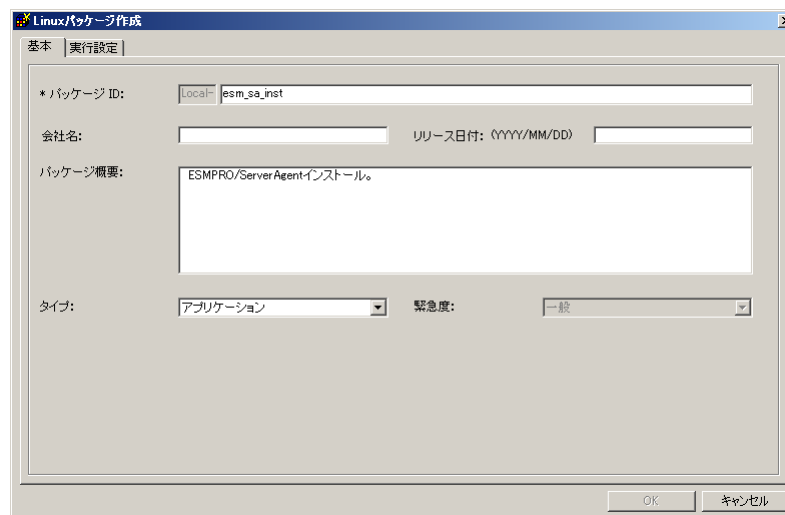 Linuxパッケージ作成
基本 実行設定
* パッケージ ID: Local- esm_sa_inst
会社名: リリース日付: (YYYY/MM/DD)
パッケージ概要: ESMPRO/ServerAgentインストール。
タイプ: アプリケーション 緊急度: 一般
OK キャンセル